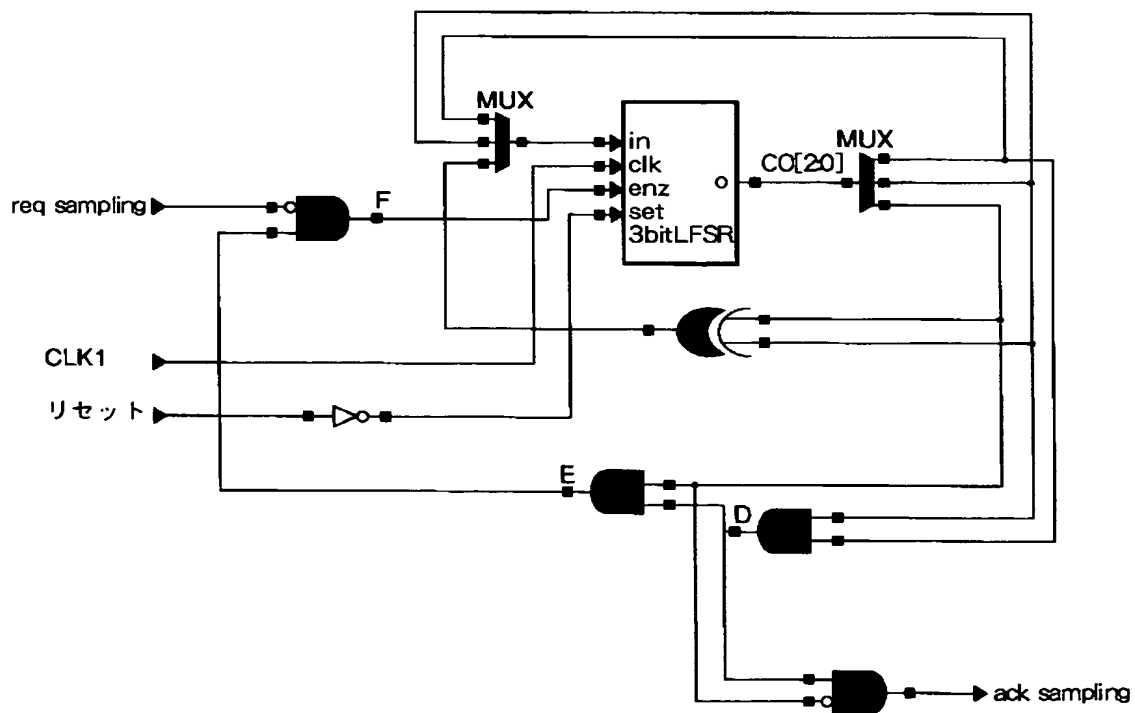 MUX
in
clk
enz
set
3bitLFSR
CO[2:0]
MUX
req sampling
F
CLK1
リセット
E
D
ack sampling